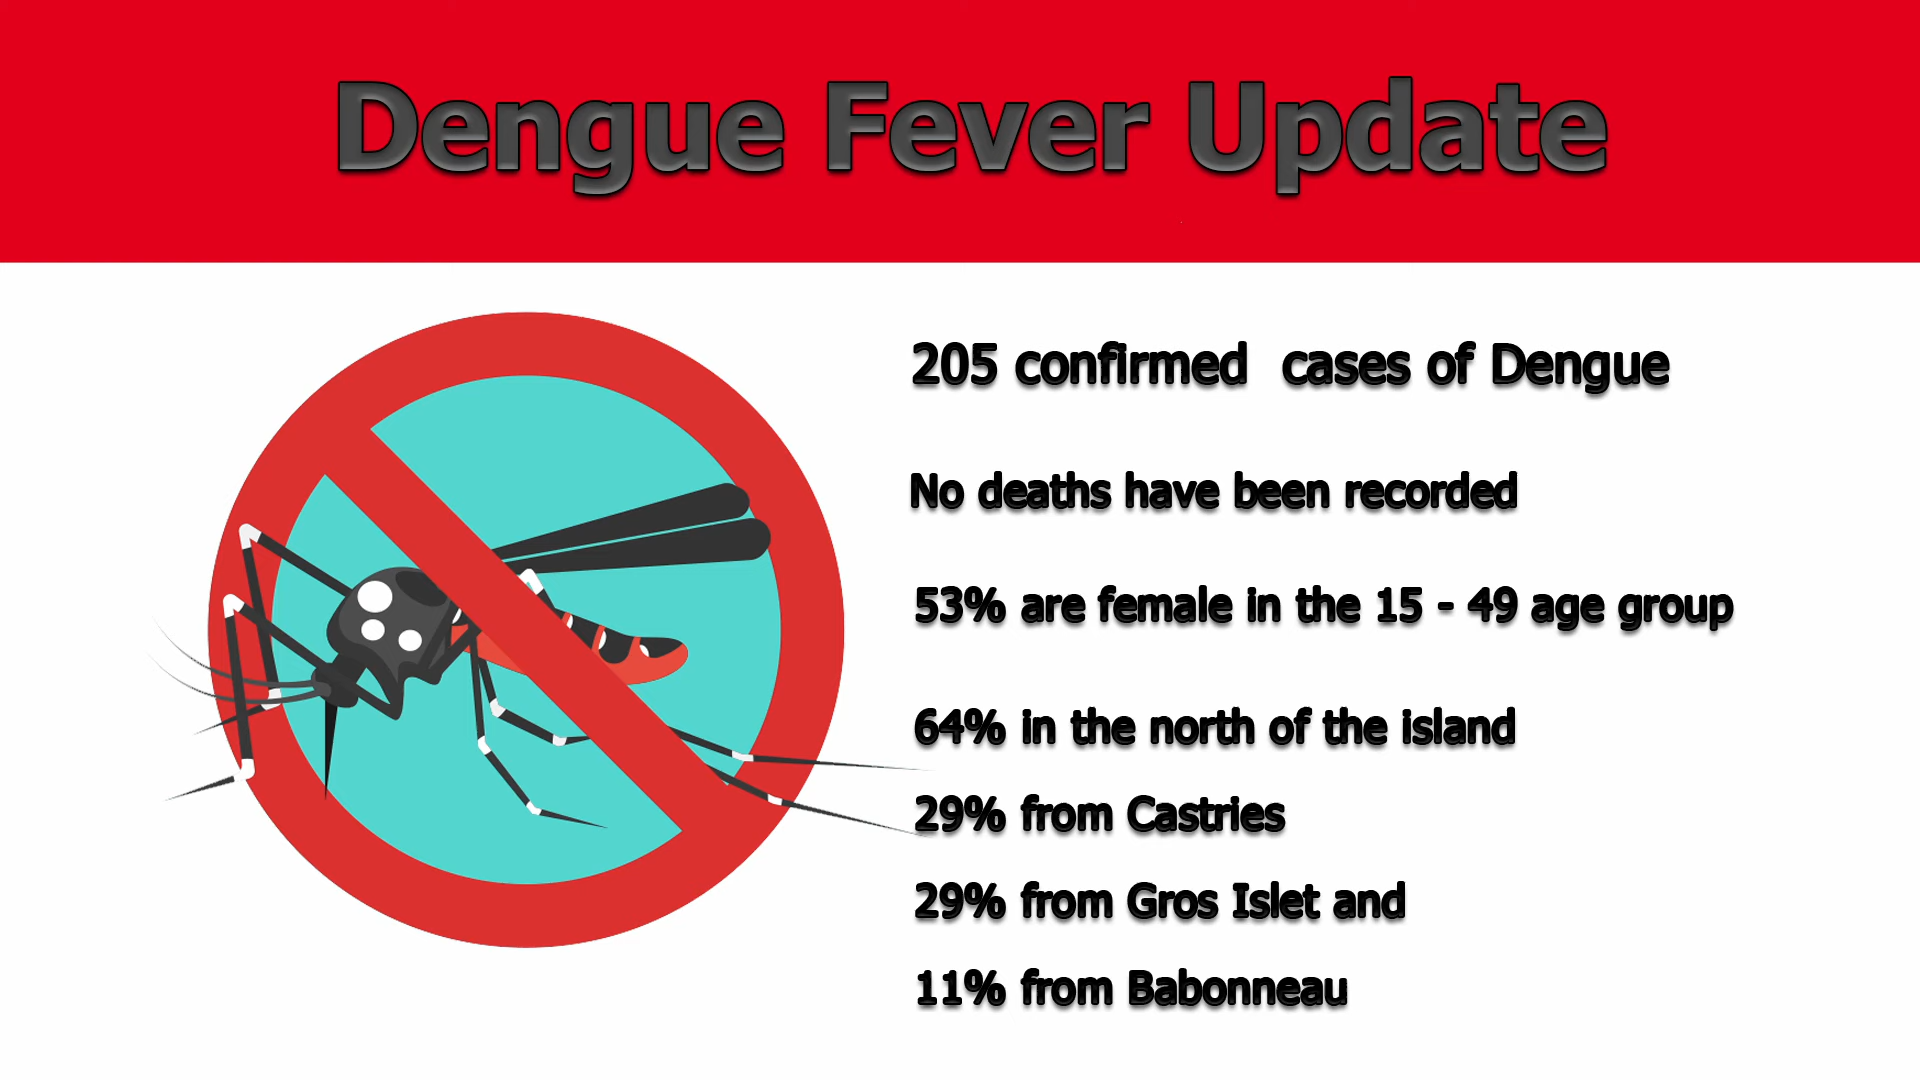 Dengue Fever Update
205 confirmed cases of Dengue
No deaths have been recorded
53% are female in the 15 - 49 age group
64% in the north of the island
29% from Castries
29% from Gros Islet and
11% from Babonneau